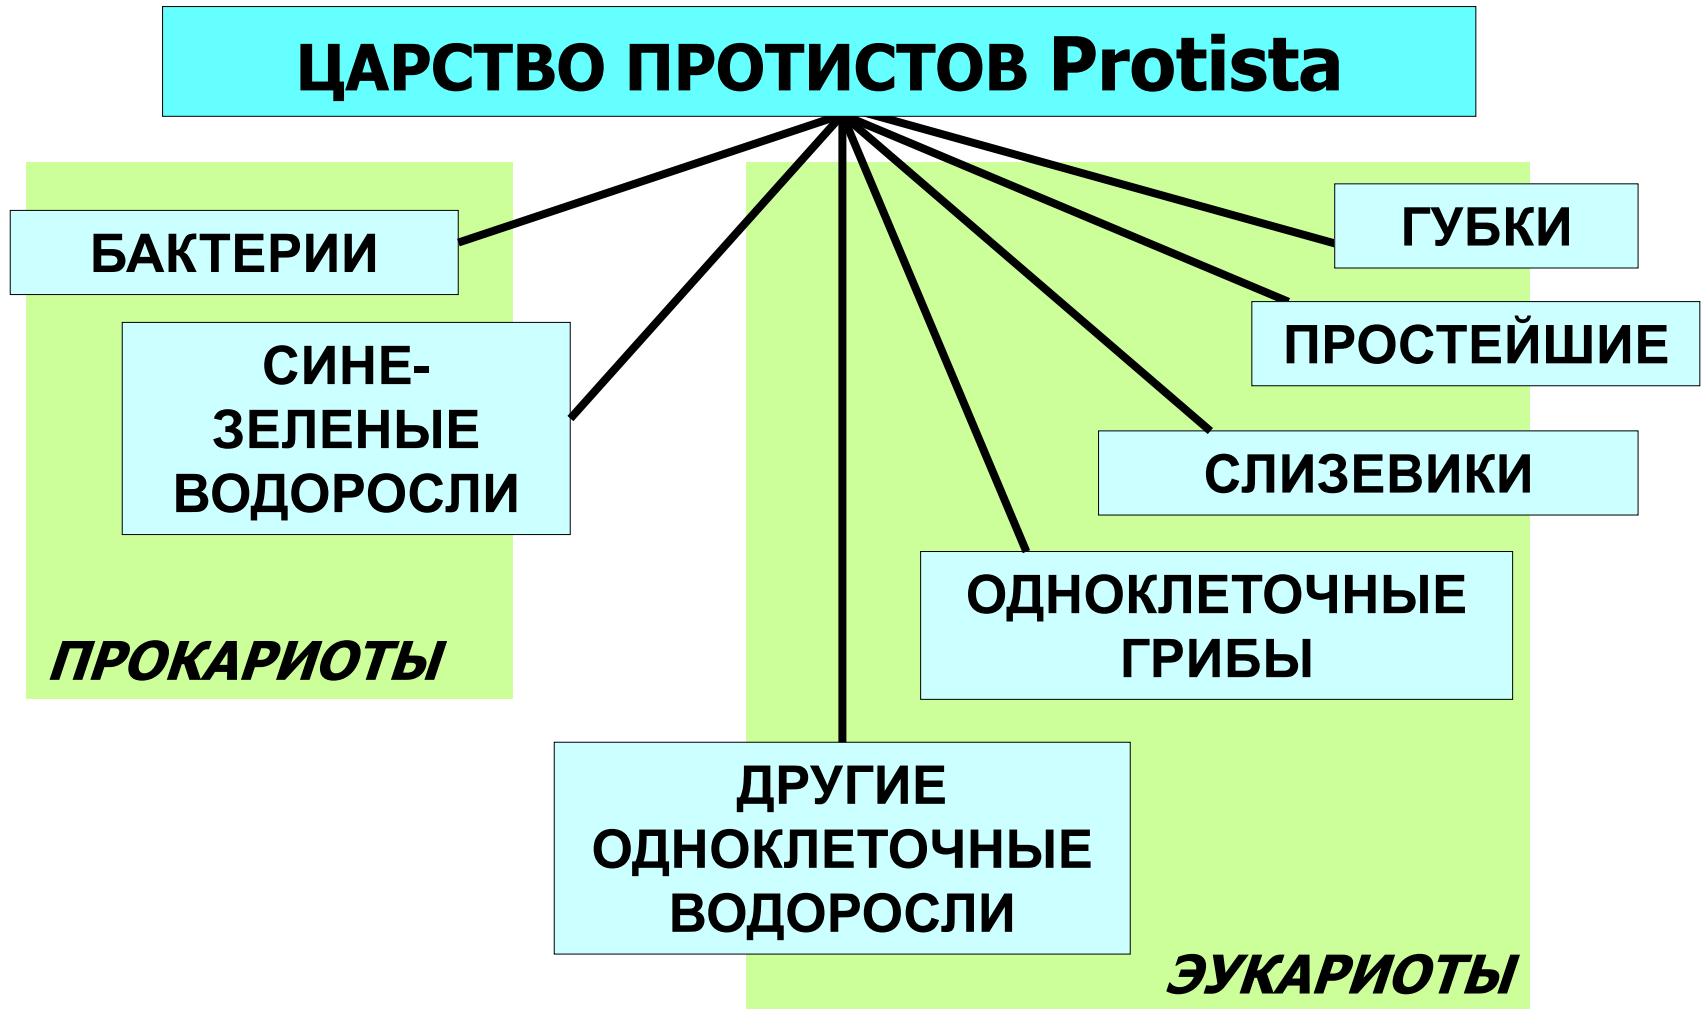 ЦАРСТВО ПРОТИСТОВ Protista
БАКТЕРИИ
СИНЕ-
ЗЕЛЕНЫЕ
ВОДОРОСЛИ
ПРОКАРИОТЫ
ГУБКИ
ПРОСТЕЙШИЕ
СЛИЗЕВИКИ
ОДНОКЛЕТОЧНЫЕ
ГРИБЫ
ДРУГИЕ
ОДНОКЛЕТОЧНЫЕ
ВОДОРОСЛИ
ЭУКАРИОТЫ